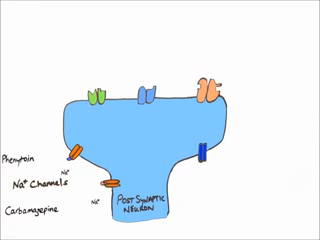 Phenytoin
Na+
Na+ Channels
Na+
Carbamazepine
POST SYNAPTIC
NEURON